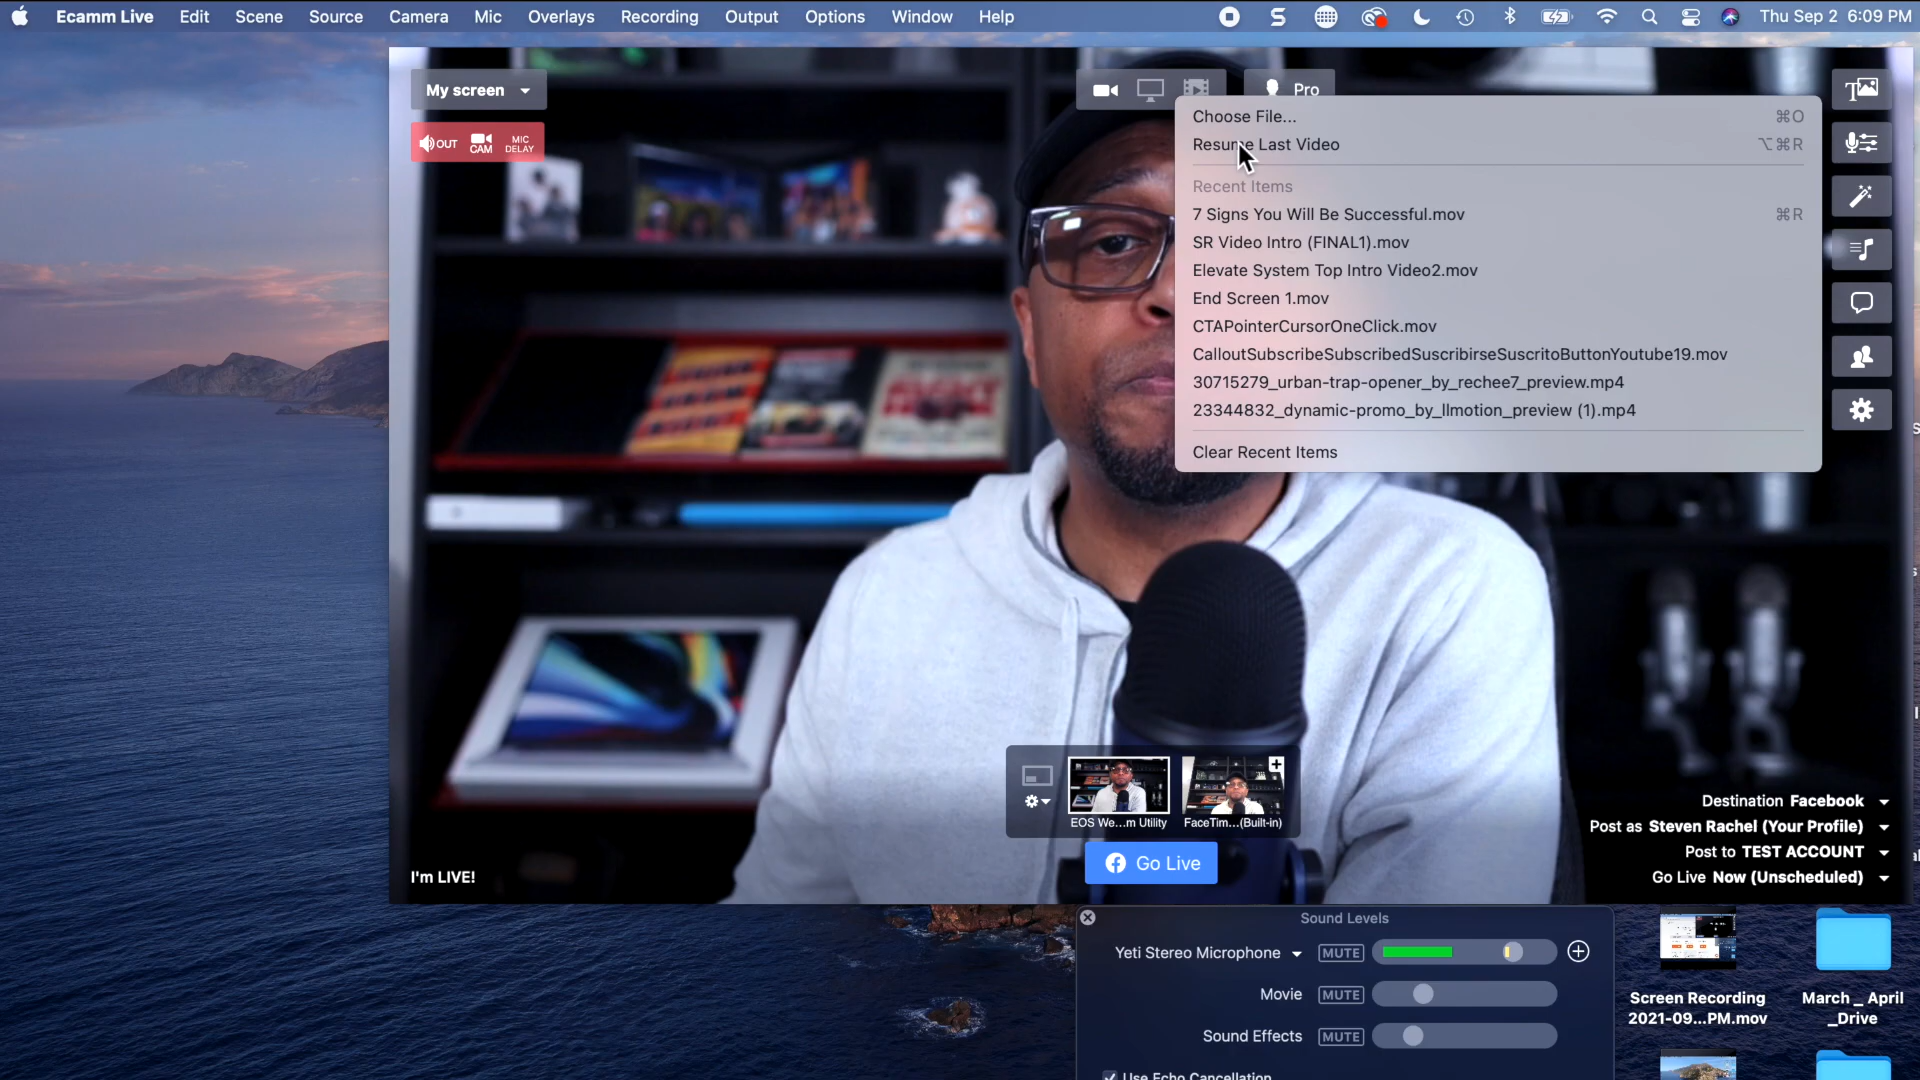 Ecamm Live Edit Scene Source Camera Mic Overlays Recording Output Options Window Help Thu Sep 2 6:09 PM
My screen
Pro
OUT CAM MIC DELAY
Choose File... ⌘O
Resume Last Video ⌥⌘R
Recent Items
7 Signs You Will Be Successful.mov ⌘R
SR Video Intro (FINAL1).mov
Elevate System Top Intro Video2.mov
End Screen 1.mov
CTAPointerCursorOneClick.mov
CalloutSubscribeSubscribedSuscribirseSuscritoButtonYoutube19.mov
30715279_urban-trap-opener_by_rechee7_preview.mp4
23344832_dynamic-promo_by_llmotion_preview (1).mp4
Clear Recent Items
EOS We...m Utility FaceTim...(Built-in)
Go Live
I'm LIVE!
Destination Facebook
Post as Steven Rachel (Your Profile)
Post to TEST ACCOUNT
Go Live Now (Unscheduled)
Sound Levels
Yeti Stereo Microphone MUTE
Movie MUTE
Sound Effects MUTE
Use Echo Cancellation
Screen Recording
2021-09...PM.mov
March _ April
_Drive